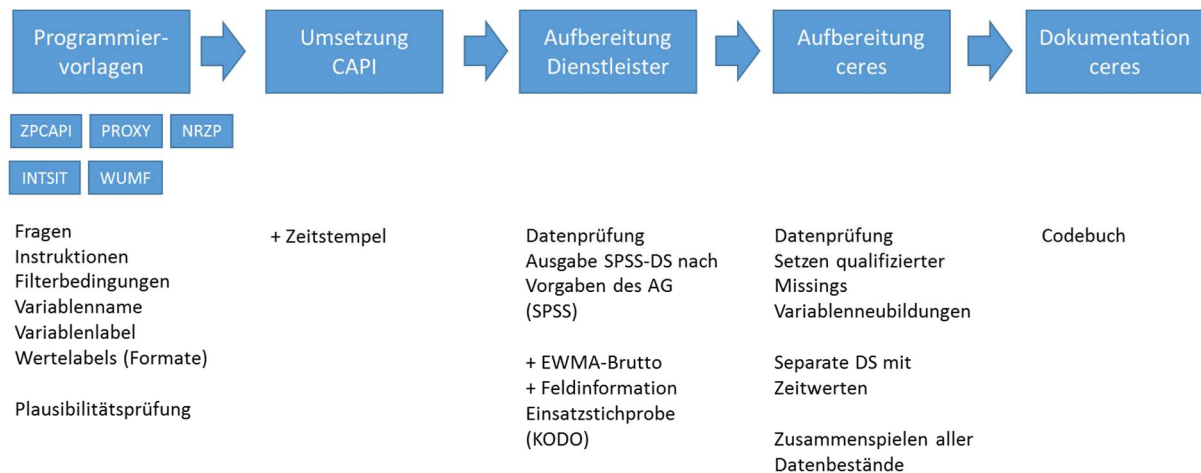 Programmier-
vorlagen
Umsetzung
CAPI
Aufbereitung
Dienstleister
Aufbereitung
ceres
Dokumentation
ceres
ZPCAPI
PROXY
NRZP
INTSIT
WUMF
Fragen
Instruktionen
Filterbedingungen
Variablenname
Variablenlabel
Wertelabels (Formate)
Plausibilitätsprüfung
+ Zeitstempel
Datenprüfung
Ausgabe SPSS-DS nach
Vorgaben des AG
(SPSS)
+ EWMA-Brutto
+ Feldinformation
Einsatzstichprobe
(KODO)
Datenprüfung
Setzen qualifizierter
Missings
Variablenneubildungen
Separate DS mit
Zeitwerten
Zusammenspielen aller
Datenbestände
Codebuch